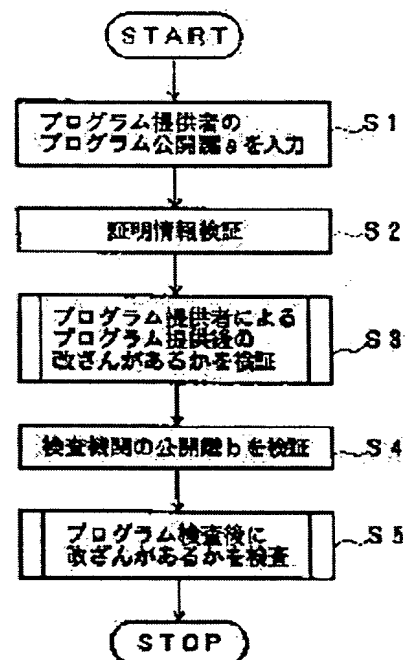 START
プログラム提供者の
プログラム公開鍵aを入力
S1
証明情報検証
S2
プログラム提供者による
プログラム提供後の
改ざんがあるかを検証
S3
検査機関の公開鍵bを検証
S4
プログラム検査後に
改ざんがあるかを検査
S5
STOP